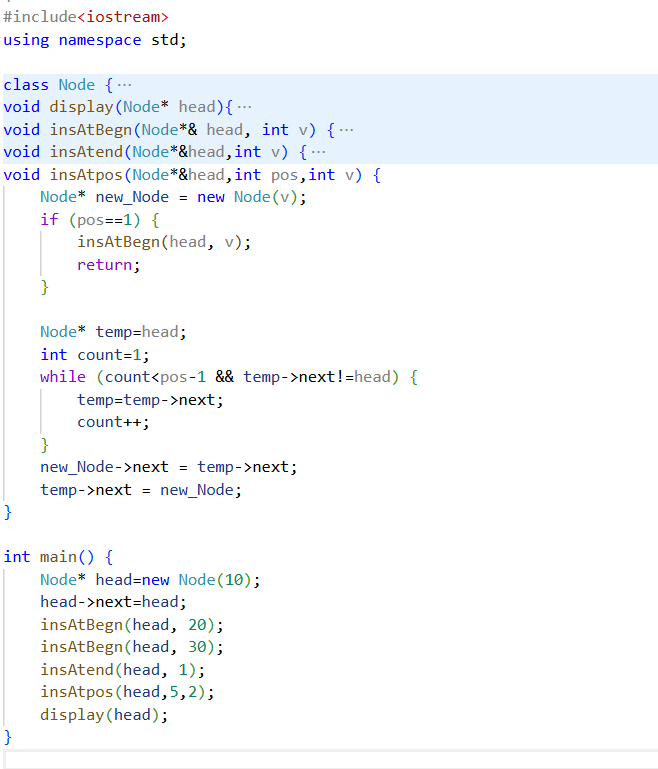 #include<iostream>
using namespace std;
class Node { ...
void display(Node* head){ ...
void insAtBegn(Node*& head, int v) { ...
void insAtend(Node*&head,int v) { ...
void insAtpos(Node*&head,int pos,int v) {
    Node* new_Node = new Node(v);
    if (pos==1) {
        insAtBegn(head, v);
        return;
    }
    Node* temp=head;
    int count=1;
    while (count<pos-1 && temp->next!=head) {
        temp=temp->next;
        count++;
    }
    new_Node->next = temp->next;
    temp->next = new_Node;
}
int main() {
    Node* head=new Node(10);
    head->next=head;
    insAtBegn(head, 20);
    insAtBegn(head, 30);
    insAtend(head, 1);
    insAtpos(head,5,2);
    display(head);
}